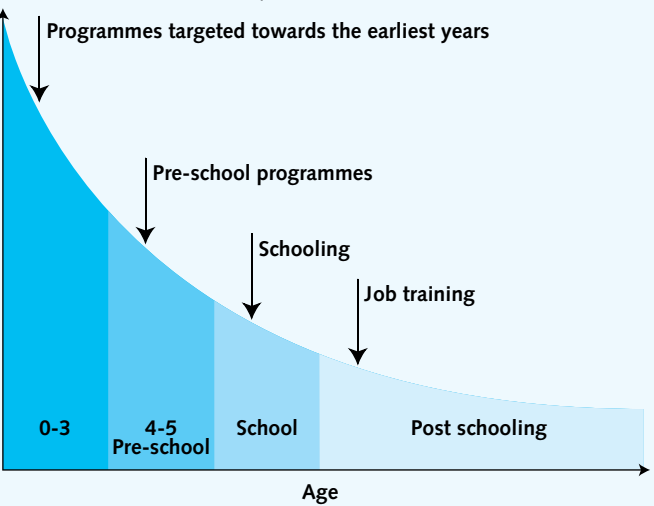 Programmes targeted towards the earliest years
Pre-school programmes
Schooling
Job training
0-3
4-5
Pre-school
School
Post schooling
Age